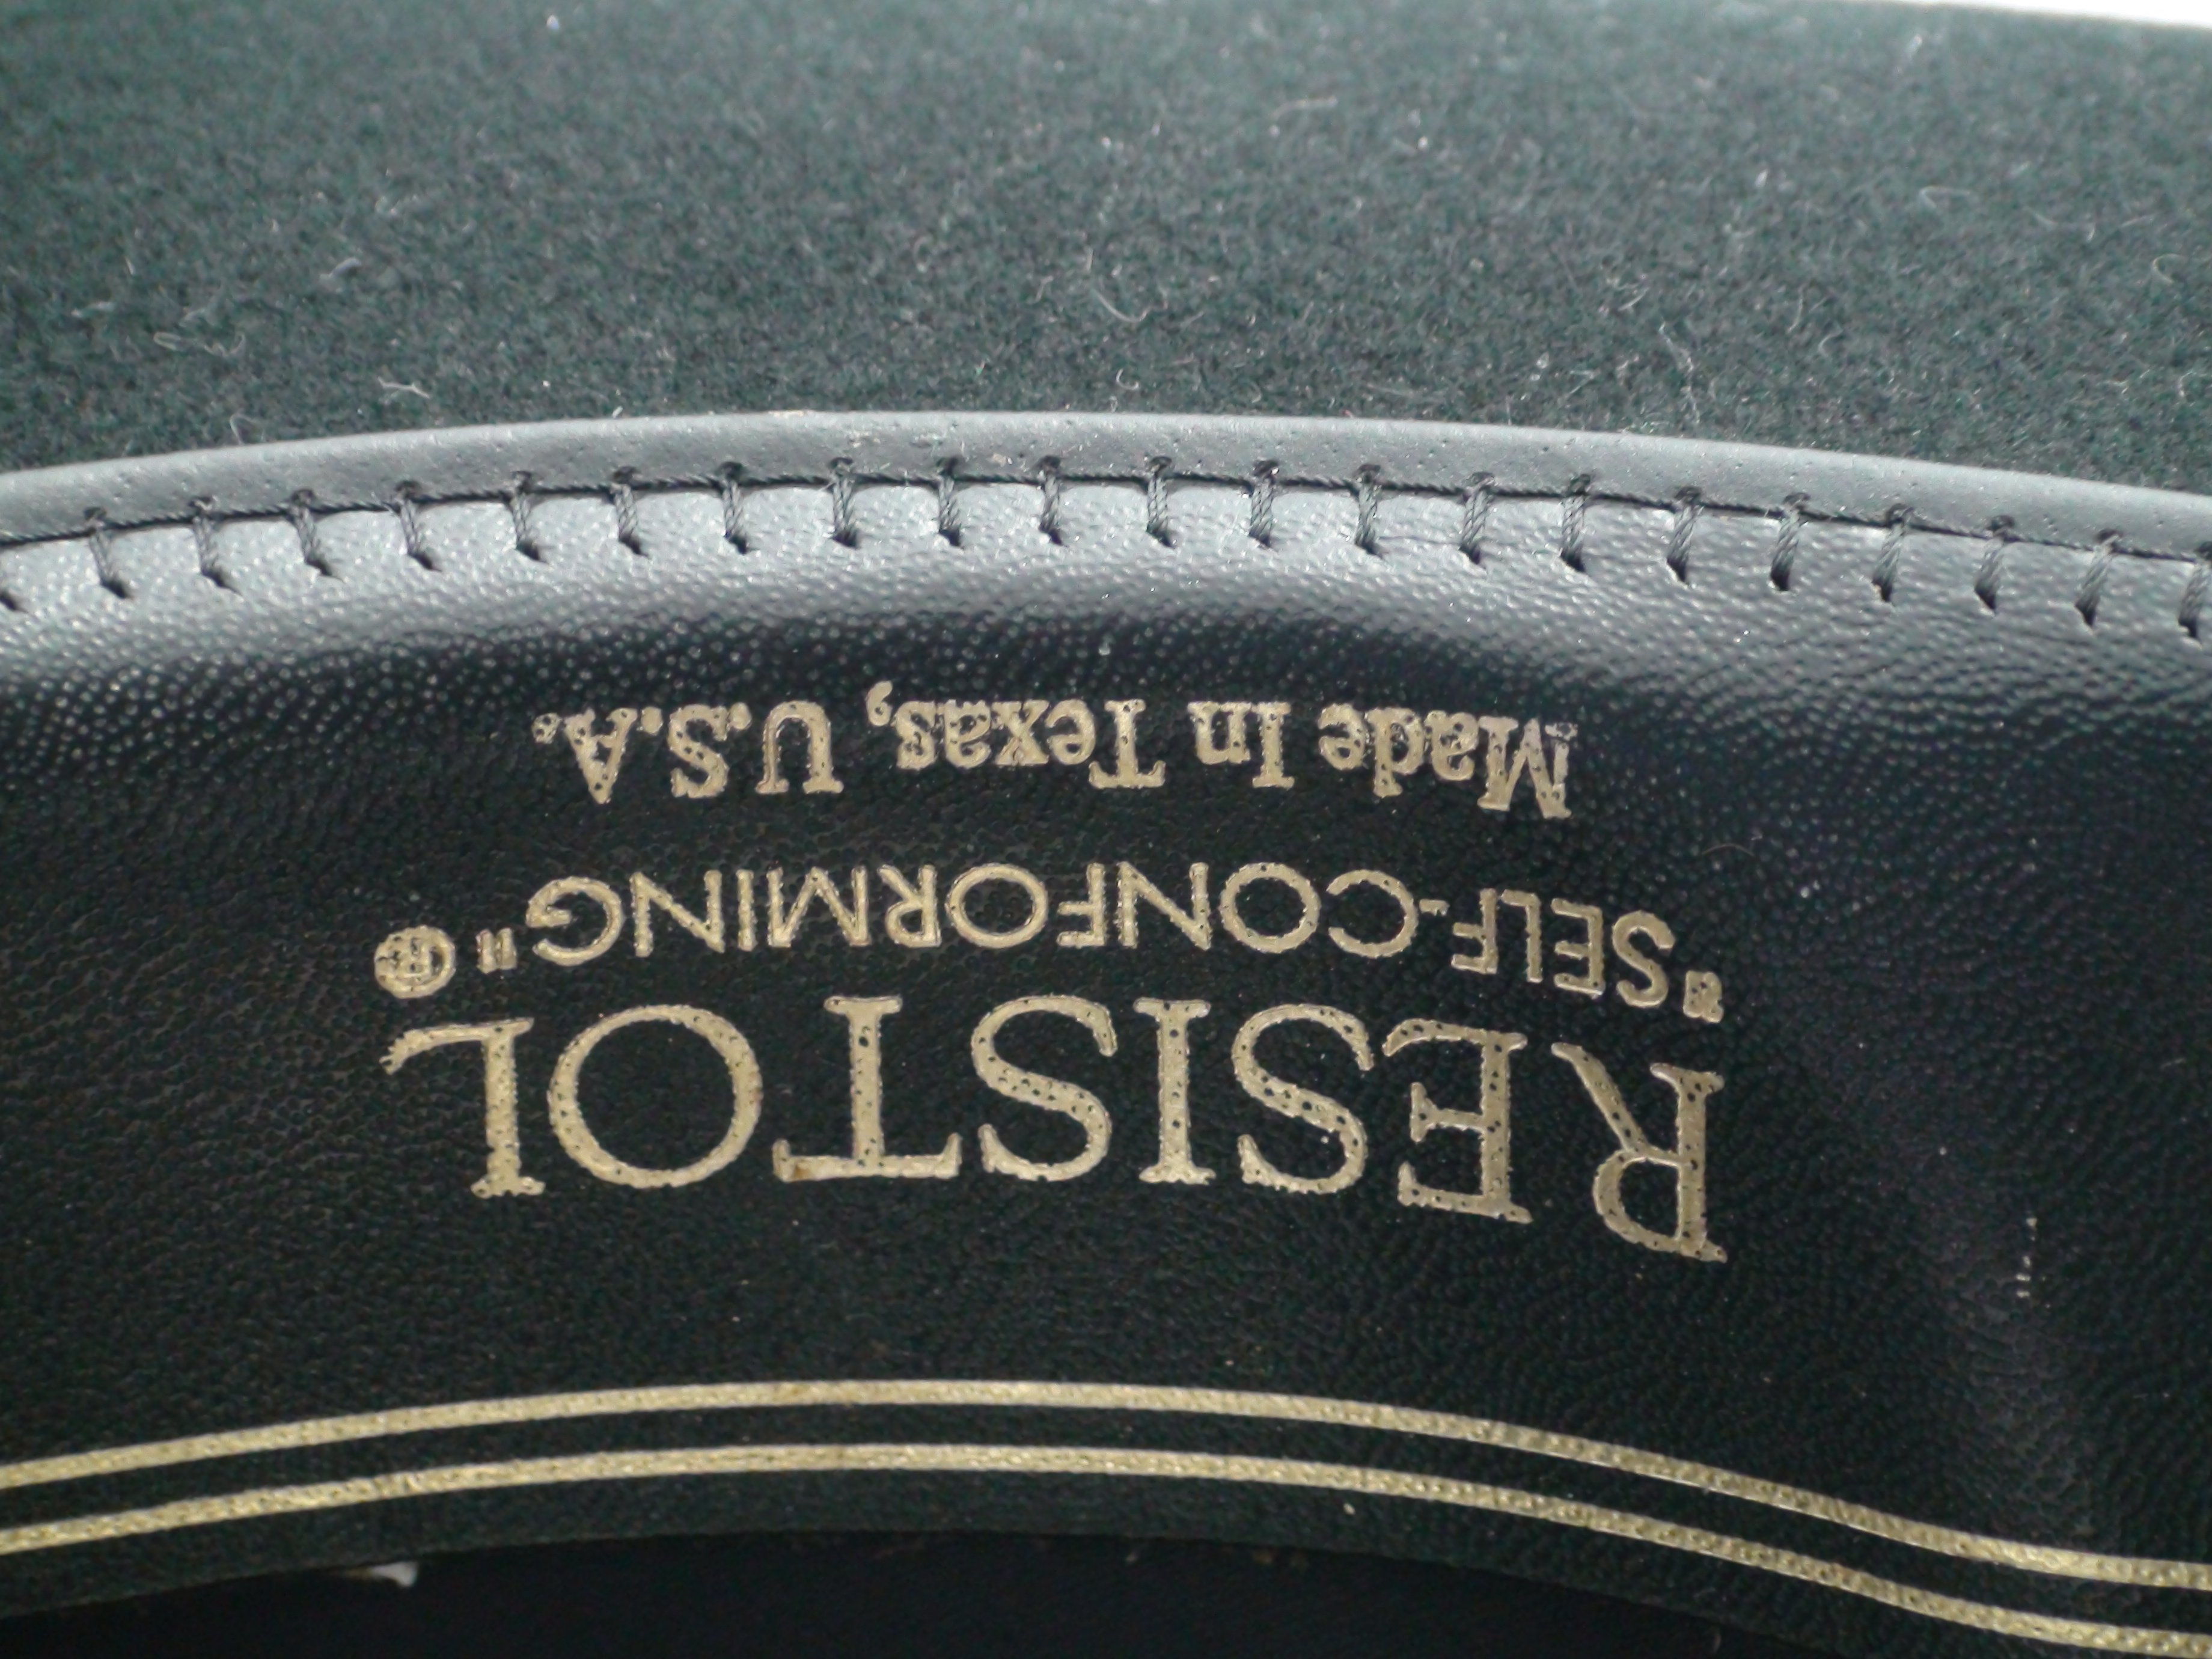 RESISTOL
"SELF-CONFORMING"®
Made In Texas, U.S.A.